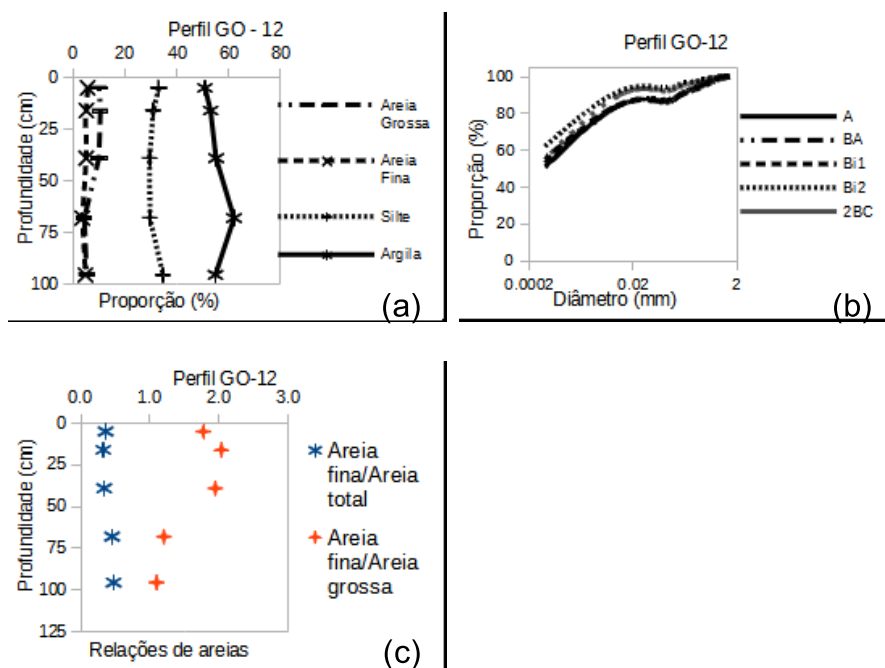 Perfil GO - 12
0 20 40 60 80
0
25
50
75
100
Profundidade (cm)
Proporção (%)
Areia
Grossa
Areia
Fina
Silte
Argila
(a)
Perfil GO-12
100
80
60
40
20
0
Proporção (%)
0.0002 0.02 2
Diâmetro (mm)
A
BA
Bi1
Bi2
2BC
(b)
Perfil GO-12
0.0 1.0 2.0 3.0
0
25
50
75
100
125
Profundidade (cm)
Relações de areias
Areia
fina/Areia
total
Areia
fina/Areia
grossa
(c)